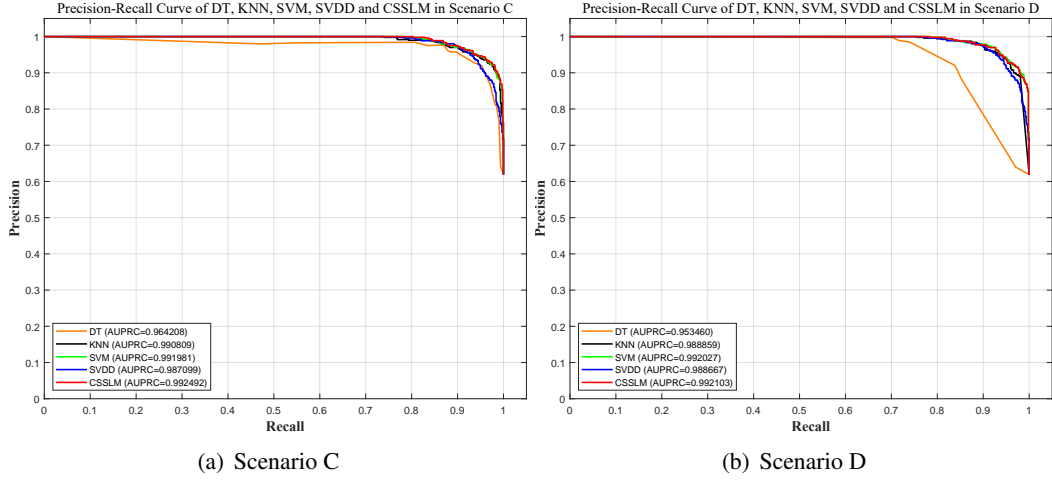 Precision-Recall Curve of DT, KNN, SVM, SVDD and CSSLM in Scenario C
1
0.9
0.8
0.7
0.6
0.5
0.4
0.3
0.2
0.1
0
Precision
DT (AUPRC=0.964208)
KNN (AUPRC=0.990809)
SVM (AUPRC=0.991981)
SVDD (AUPRC=0.987099)
CSSLM (AUPRC=0.992492)
0 0.1 0.2 0.3 0.4 0.5 0.6 0.7 0.8 0.9 1
Recall
(a) Scenario C
Precision-Recall Curve of DT, KNN, SVM, SVDD and CSSLM in Scenario D
1
0.9
0.8
0.7
0.6
0.5
0.4
0.3
0.2
0.1
0
Precision
DT (AUPRC=0.953460)
KNN (AUPRC=0.988859)
SVM (AUPRC=0.992027)
SVDD (AUPRC=0.988667)
CSSLM (AUPRC=0.992103)
0 0.1 0.2 0.3 0.4 0.5 0.6 0.7 0.8 0.9 1
Recall
(b) Scenario D